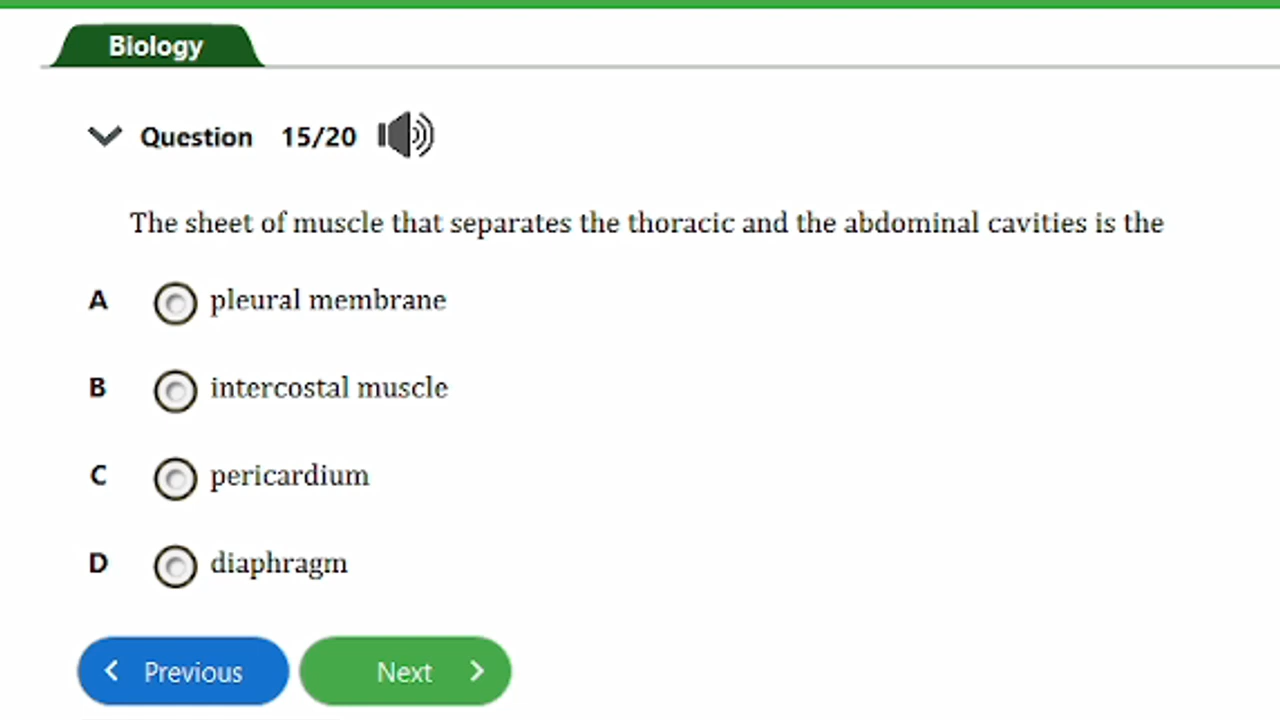 Biology
Question 15/20
The sheet of muscle that separates the thoracic and the abdominal cavities is the
A pleural membrane
B intercostal muscle
C pericardium
D diaphragm
Previous Next